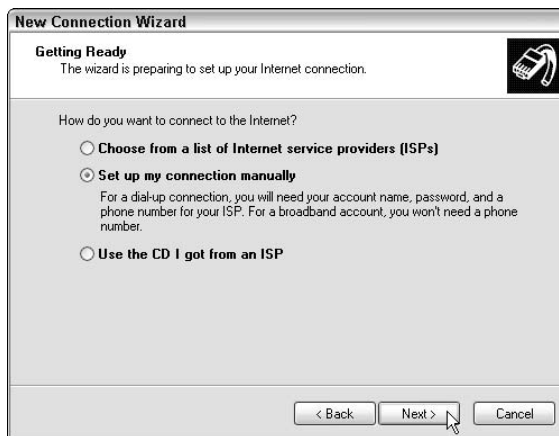 New Connection Wizard
Getting Ready
The wizard is preparing to set up your Internet connection.
How do you want to connect to the Internet?
Choose from a list of Internet service providers (ISPs)
Set up my connection manually
For a dial-up connection, you will need your account name, password, and a
phone number for your ISP. For a broadband account, you won't need a phone
number.
Use the CD I got from an ISP
< Back Next > Cancel